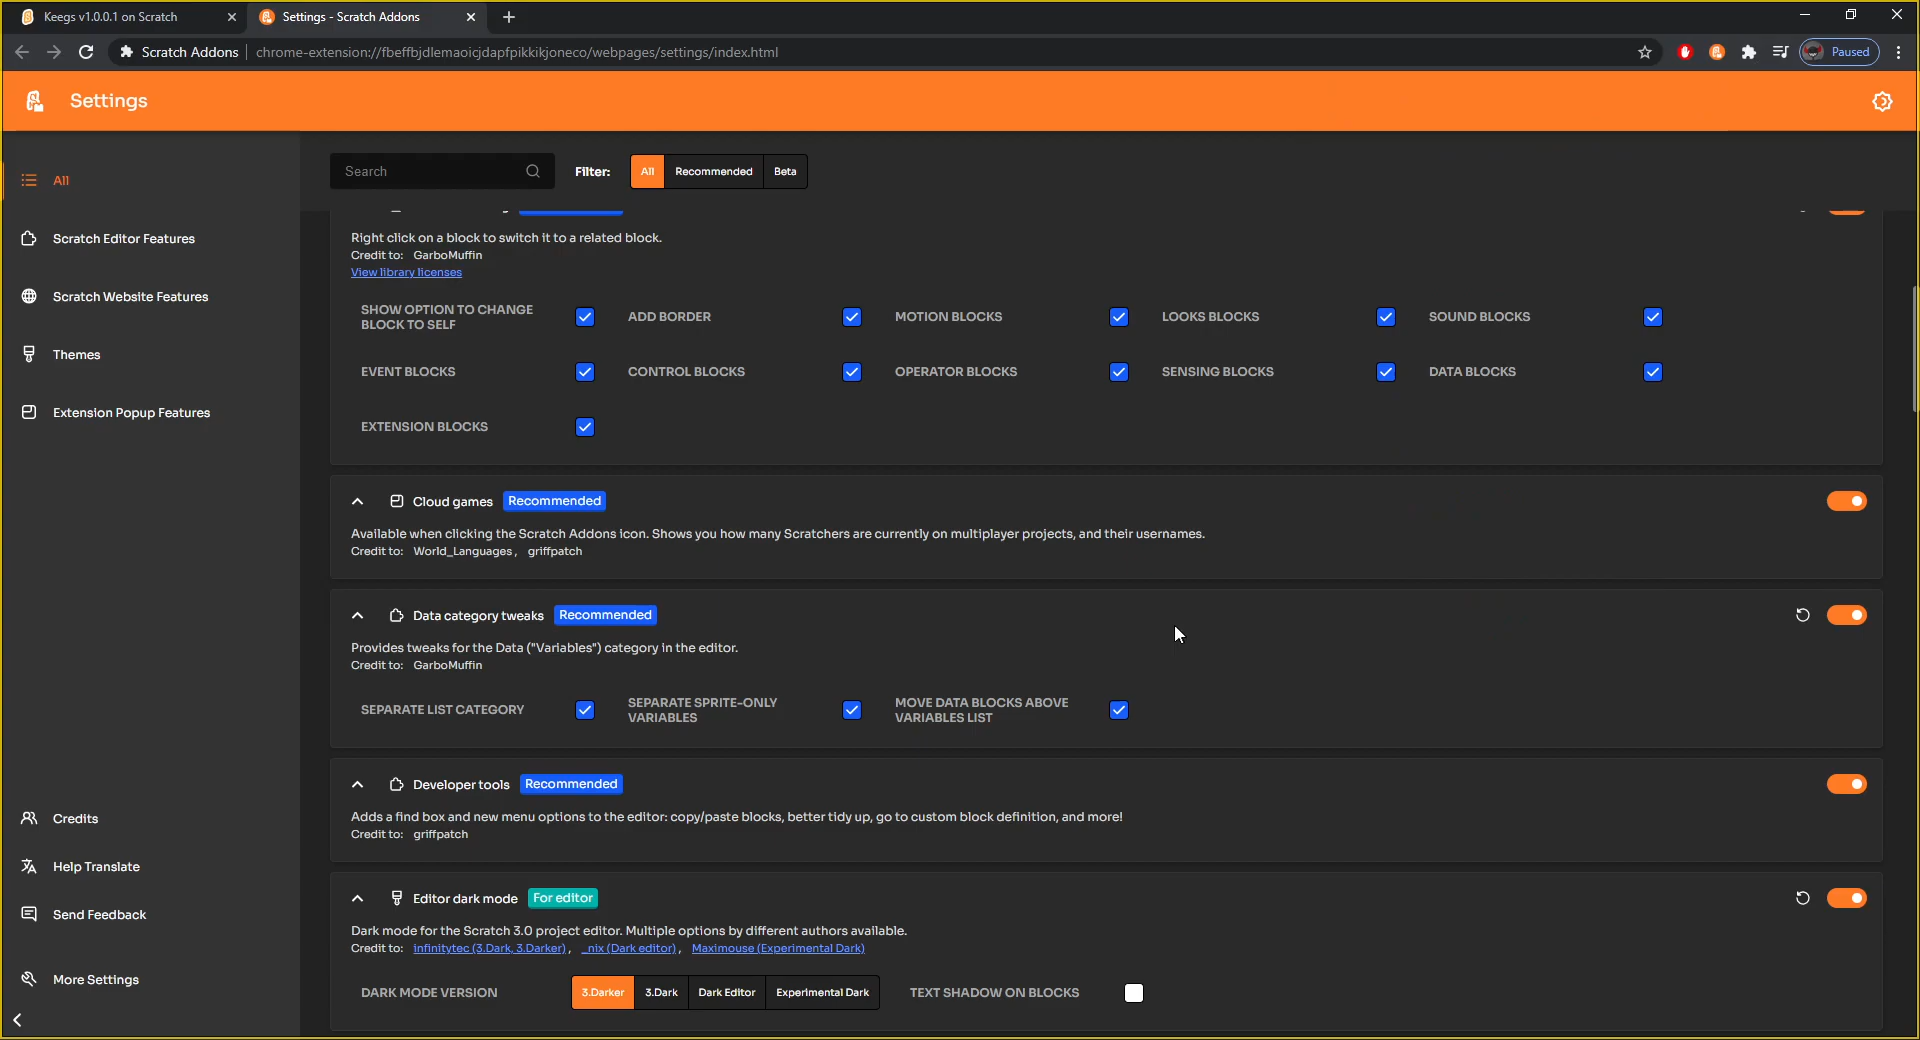 Keegs v1.0.0.1 on Scratch
Settings - Scratch Addons
Scratch Addons
chrome-extension://fbeffbjdlemaoicjdapfpikkikjoneco/webpages/settings/index.html
Paused
Settings
All
Scratch Editor Features
Scratch Website Features
Themes
Extension Popup Features
Credits
Help Translate
Send Feedback
More Settings
Search
Filter:
All
Recommended
Beta
Right click on a block to switch it to a related block.
Credit to: GarboMuffin
View library licenses
SHOW OPTION TO CHANGE
BLOCK TO SELF
ADD BORDER
MOTION BLOCKS
LOOKS BLOCKS
SOUND BLOCKS
EVENT BLOCKS
CONTROL BLOCKS
OPERATOR BLOCKS
SENSING BLOCKS
DATA BLOCKS
EXTENSION BLOCKS
Cloud games Recommended
Available when clicking the Scratch Addons icon. Shows you how many Scratchers are currently on multiplayer projects, and their usernames.
Credit to: World_Languages , griffpatch
Data category tweaks Recommended
Provides tweaks for the Data ("Variables") category in the editor.
Credit to: GarboMuffin
SEPARATE LIST CATEGORY
SEPARATE SPRITE-ONLY
VARIABLES
MOVE DATA BLOCKS ABOVE
VARIABLES LIST
Developer tools Recommended
Adds a find box and new menu options to the editor: copy/paste blocks, better tidy up, go to custom block definition, and more!
Credit to: griffpatch
Editor dark mode For editor
Dark mode for the Scratch 3.0 project editor. Multiple options by different authors available.
Credit to: infinitytec (3.Dark, 3.Darker) , _nix (Dark editor) , Maximouse (Experimental Dark)
DARK MODE VERSION
3.Darker
3.Dark
Dark Editor
Experimental Dark
TEXT SHADOW ON BLOCKS